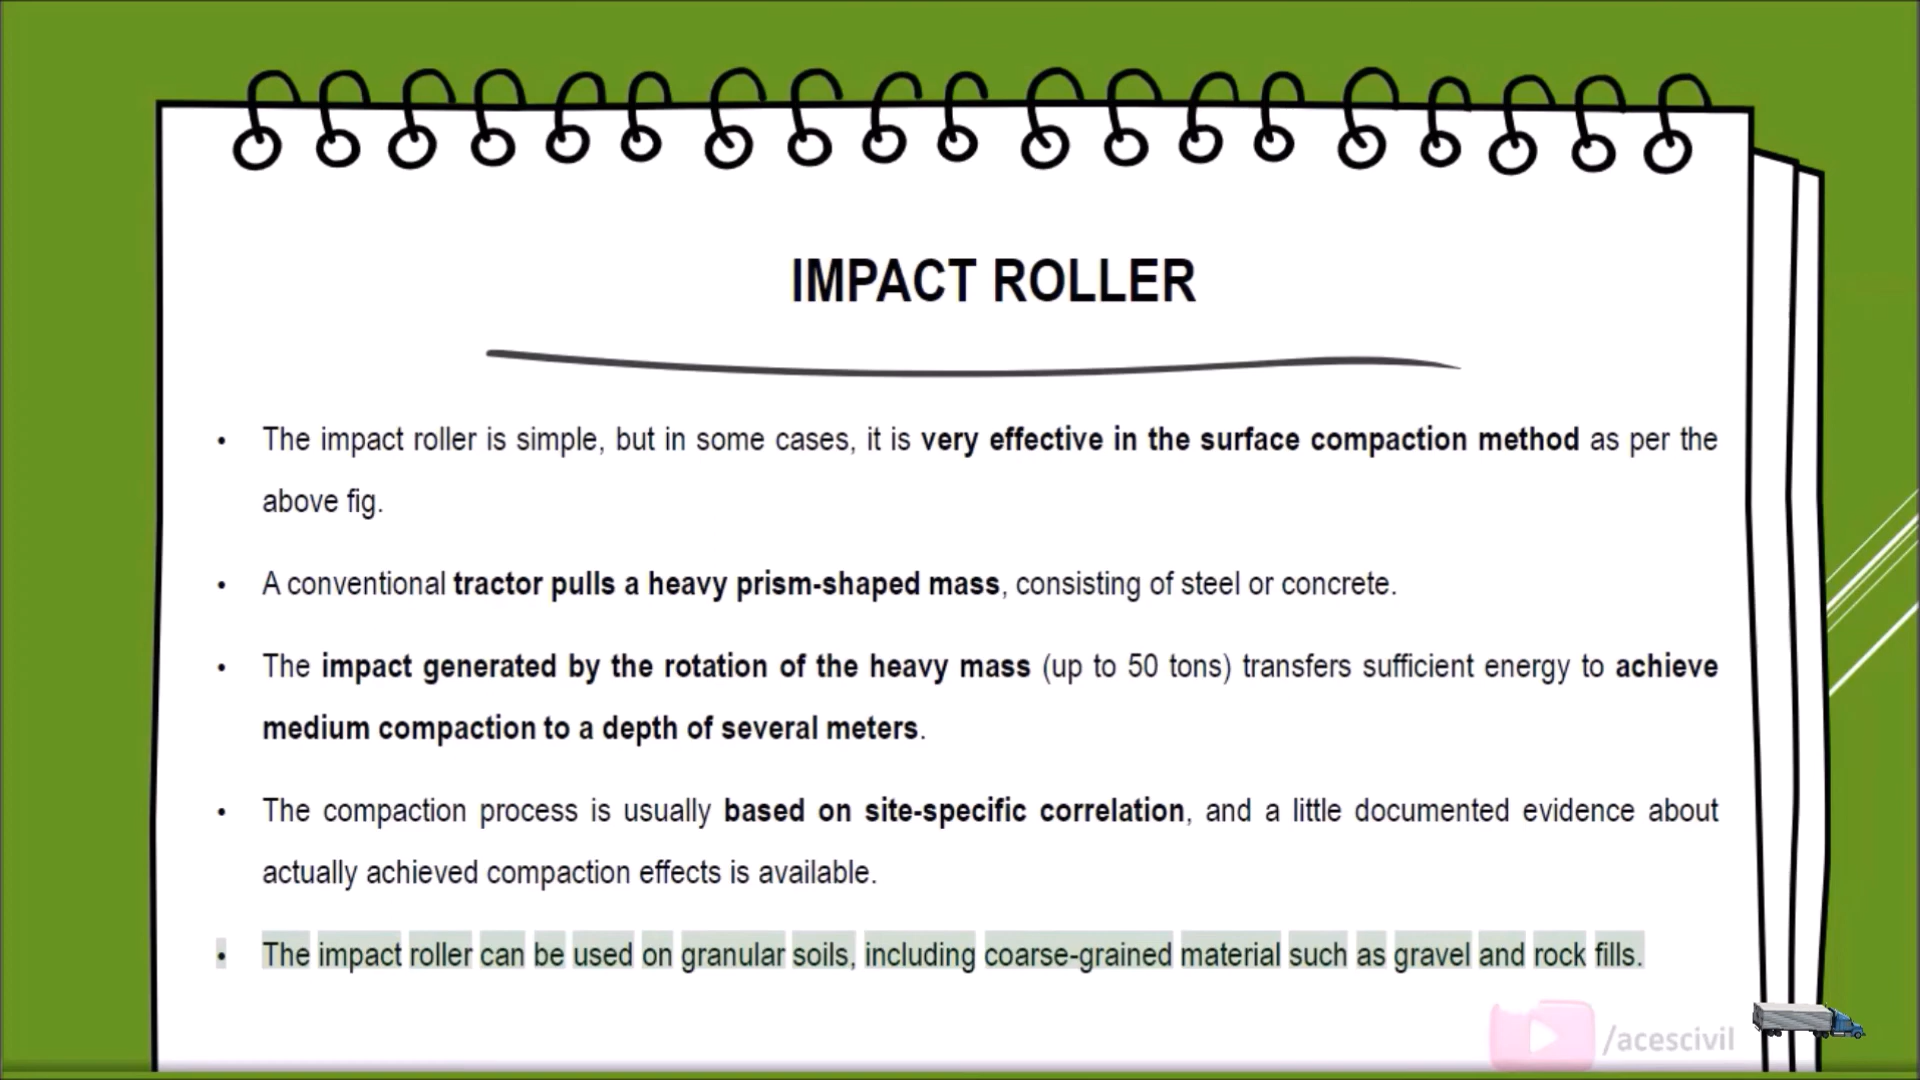 IMPACT ROLLER
• The impact roller is simple, but in some cases, it is very effective in the surface compaction method as per the
above fig.
• A conventional tractor pulls a heavy prism-shaped mass, consisting of steel or concrete.
• The impact generated by the rotation of the heavy mass (up to 50 tons) transfers sufficient energy to achieve
medium compaction to a depth of several meters.
• The compaction process is usually based on site-specific correlation, and a little documented evidence about
actually achieved compaction effects is available.
• The impact roller can be used on granular soils, including coarse-grained material such as gravel and rock fills.
/acescivil